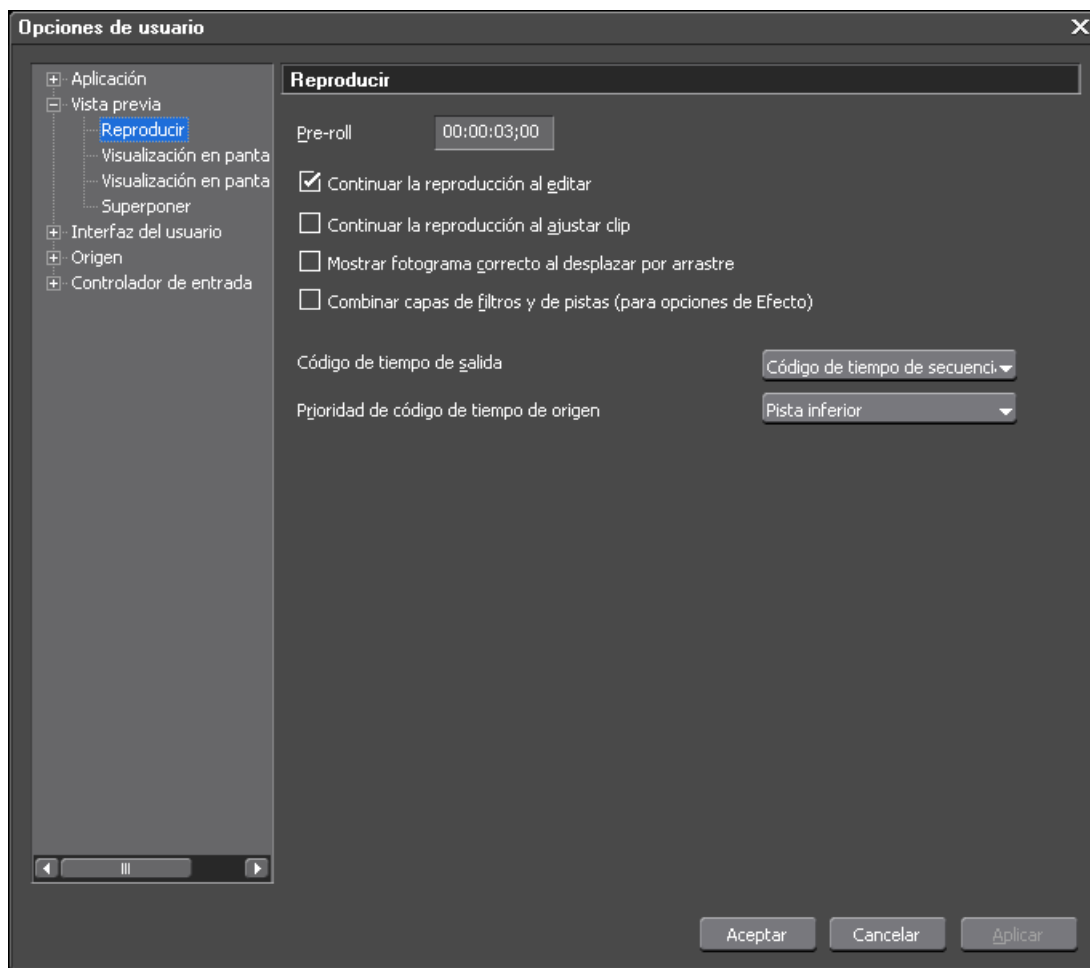 Opciones de usuario
Aplicación
Vista previa
Reproducir
Visualización en panta
Visualización en panta
Superponer
Interfaz del usuario
Origen
Controlador de entrada
Reproducir
Pre-roll 00:00:03;00
Continuar la reproducción al editar
Continuar la reproducción al ajustar clip
Mostrar fotograma correcto al desplazar por arrastre
Combinar capas de filtros y de pistas (para opciones de Efecto)
Código de tiempo de salida Código de tiempo de secuenci
Prioridad de código de tiempo de origen Pista inferior
Aceptar Cancelar Aplicar